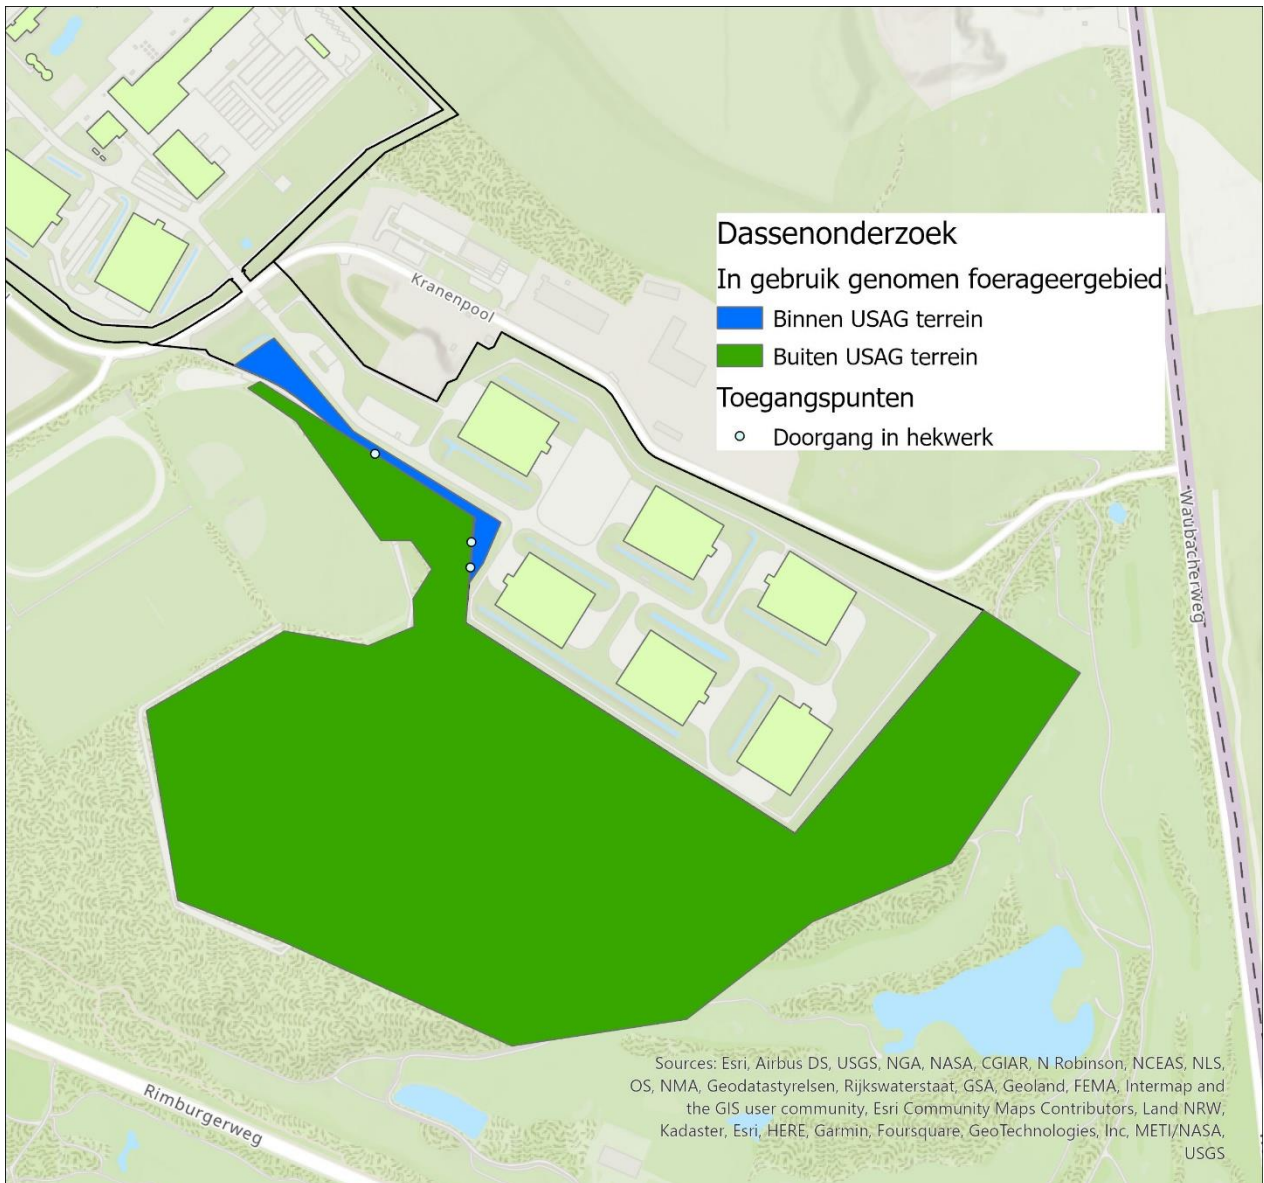 Dassenonderzoek
In gebruik genomen foerageergebied
Binnen USAG terrein
Buiten USAG terrein
Toegangspunten
Doorgang in hekwerk
Kranenpool
Waubacherweg
Rimburgerweg
Sources: Esri, Airbus DS, USGS, NGA, NASA, CGIAR, N Robinson, NCEAS, NLS,
OS, NMA, Geodatastyrelsen, Rijkswaterstaat, GSA, Geoland, FEMA, Intermap and
the GIS user community, Esri Community Maps Contributors, Land NRW,
Kadaster, Esri, HERE, Garmin, Foursquare, GeoTechnologies, Inc, METI/NASA,
USGS